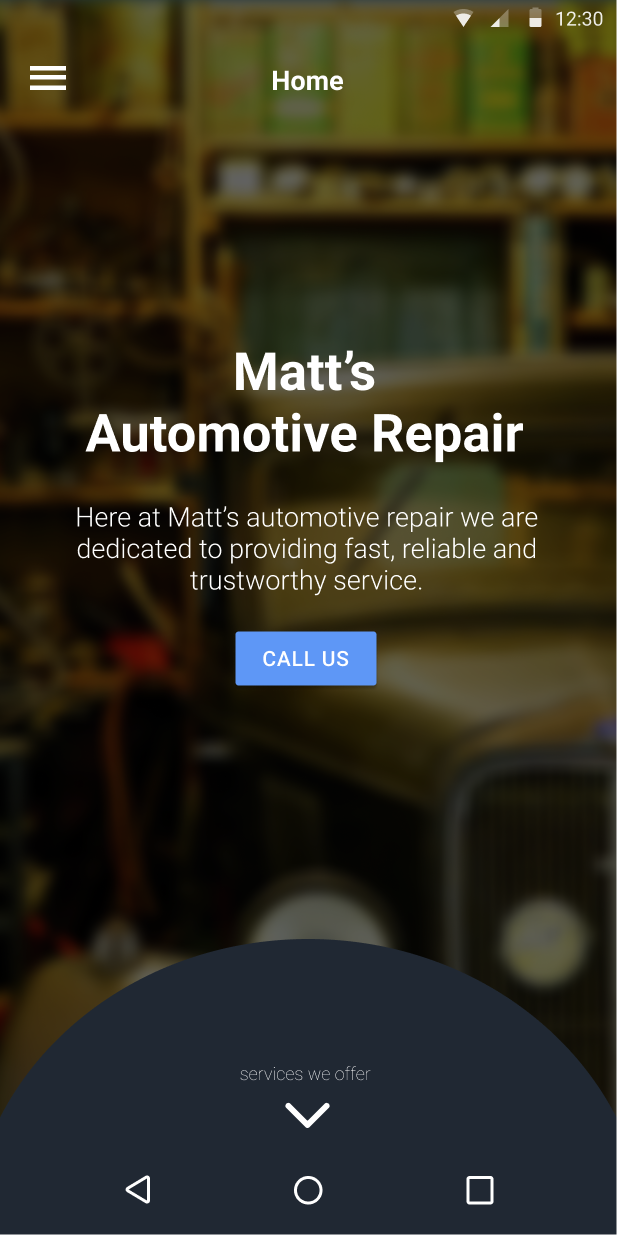 12:30
Home
Matt’s
Automotive Repair
Here at Matt’s automotive repair we are
dedicated to providing fast, reliable and
trustworthy service.
CALL US
services we offer